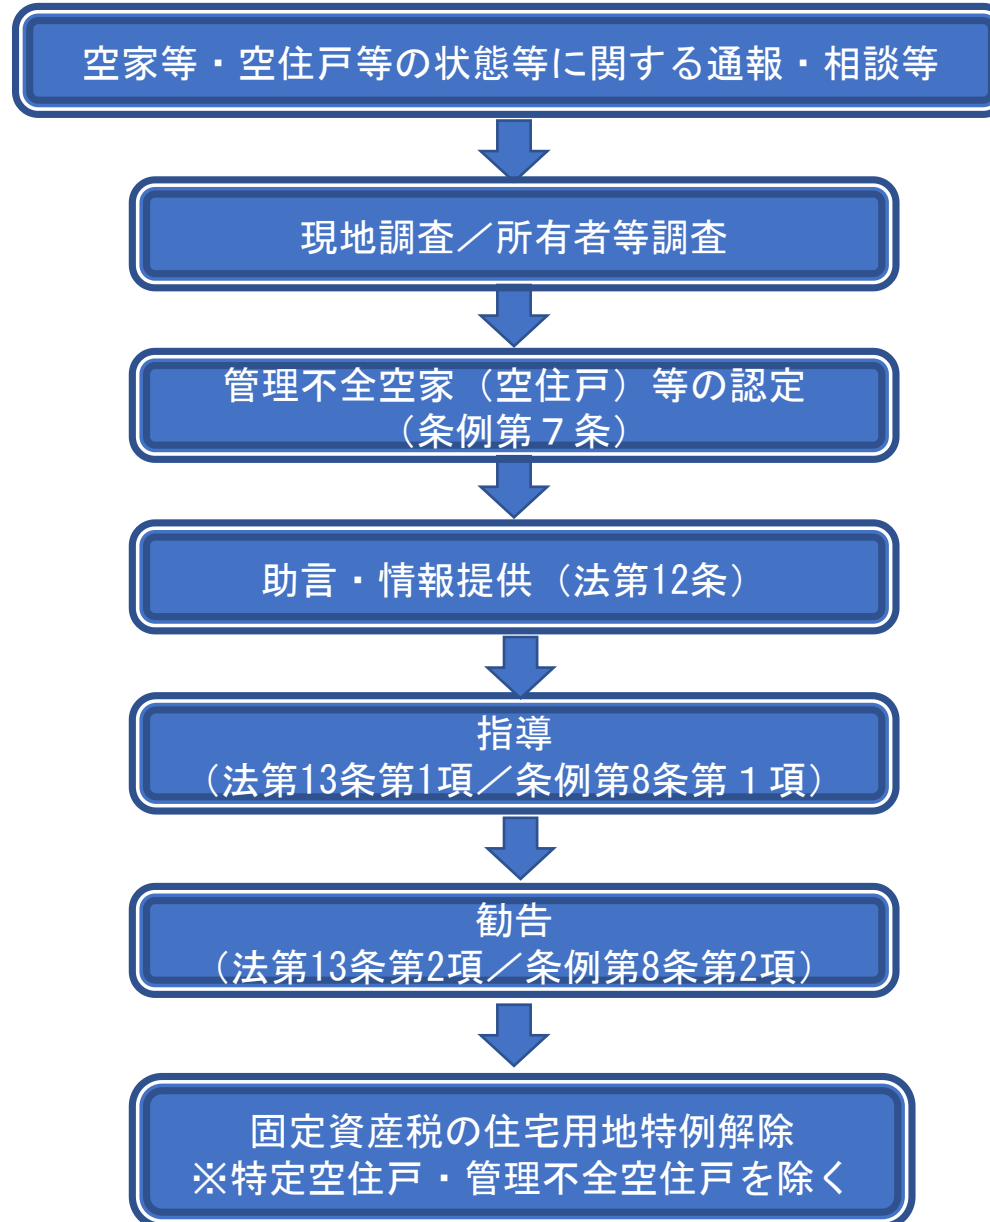 空家等・空住戸等の状態等に関する通報・相談等
現地調査／所有者等調査
管理不全空家（空住戸）等の認定
（条例第７条）
助言・情報提供（法第12条）
指導
（法第13条第1項／条例第8条第１項）
勧告
（法第13条第2項／条例第8条第2項）
固定資産税の住宅用地特例解除
※特定空住戸・管理不全空住戸を除く